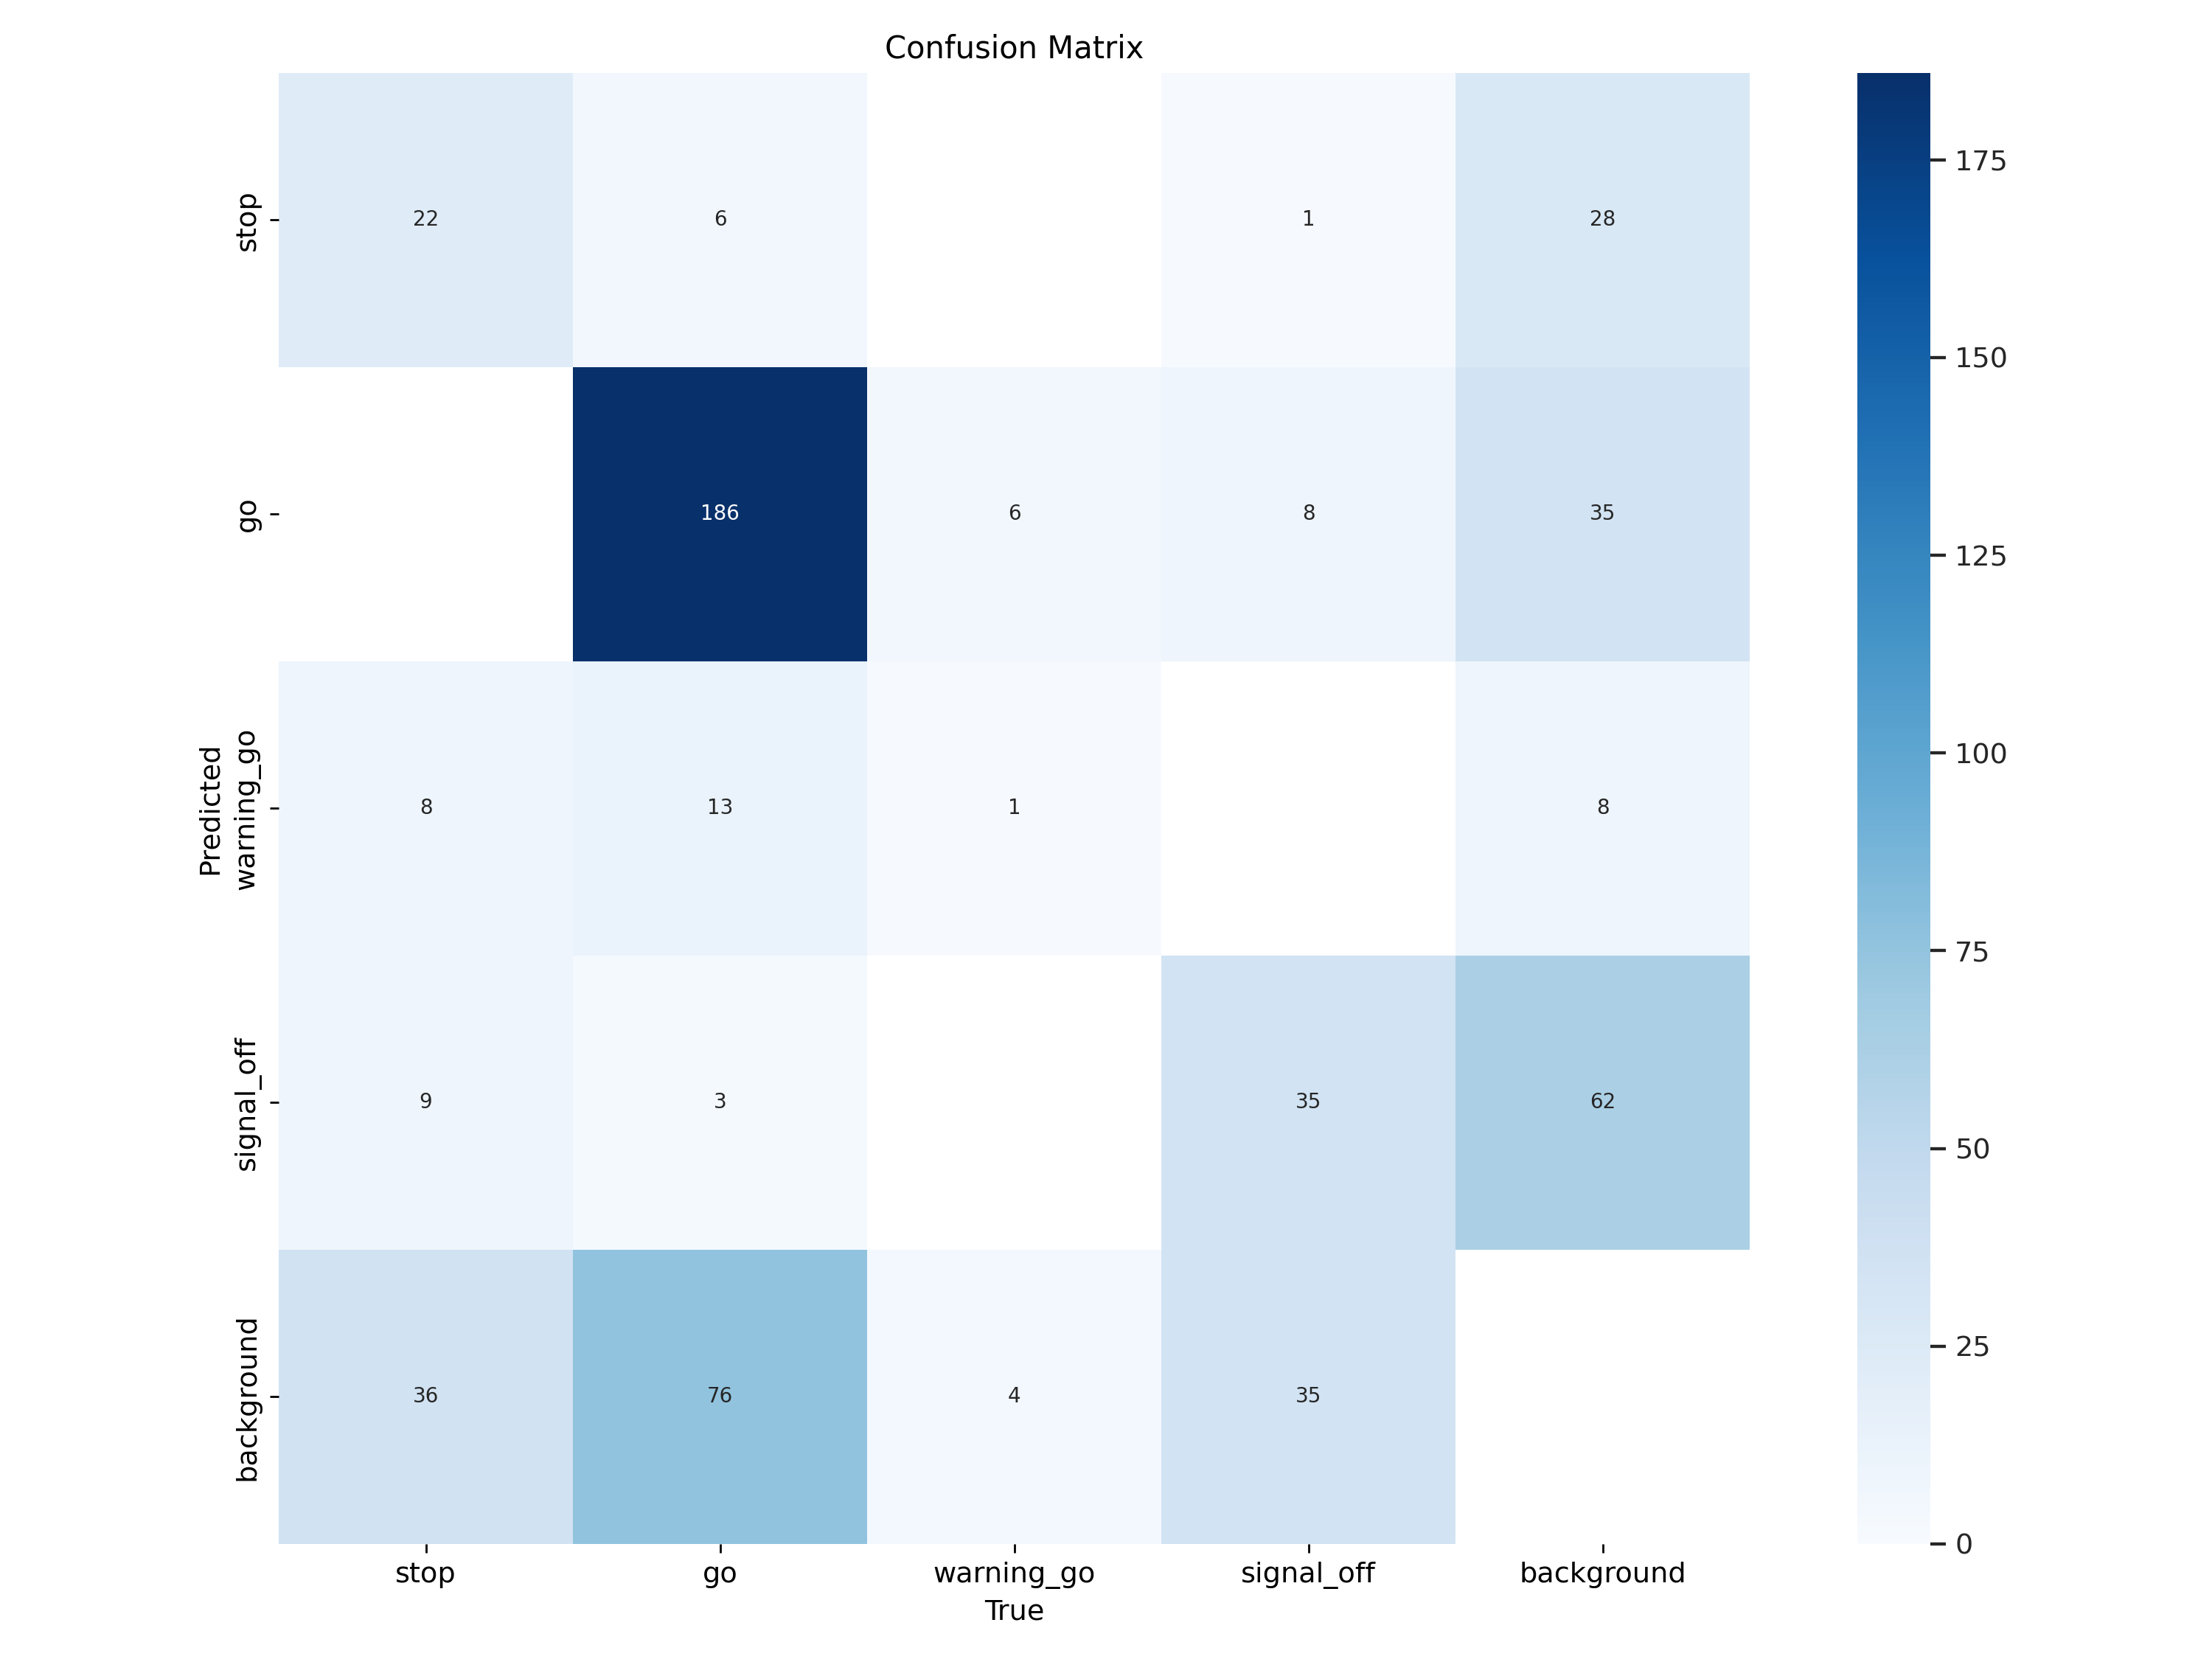 Confusion Matrix
stop
22
6
1
28
go
186
6
8
35
Predicted
warning_go
8
13
1
8
signal_off
9
3
35
62
background
36
76
4
35
stop
go
warning_go
signal_off
background
True
175
150
125
100
75
50
25
0